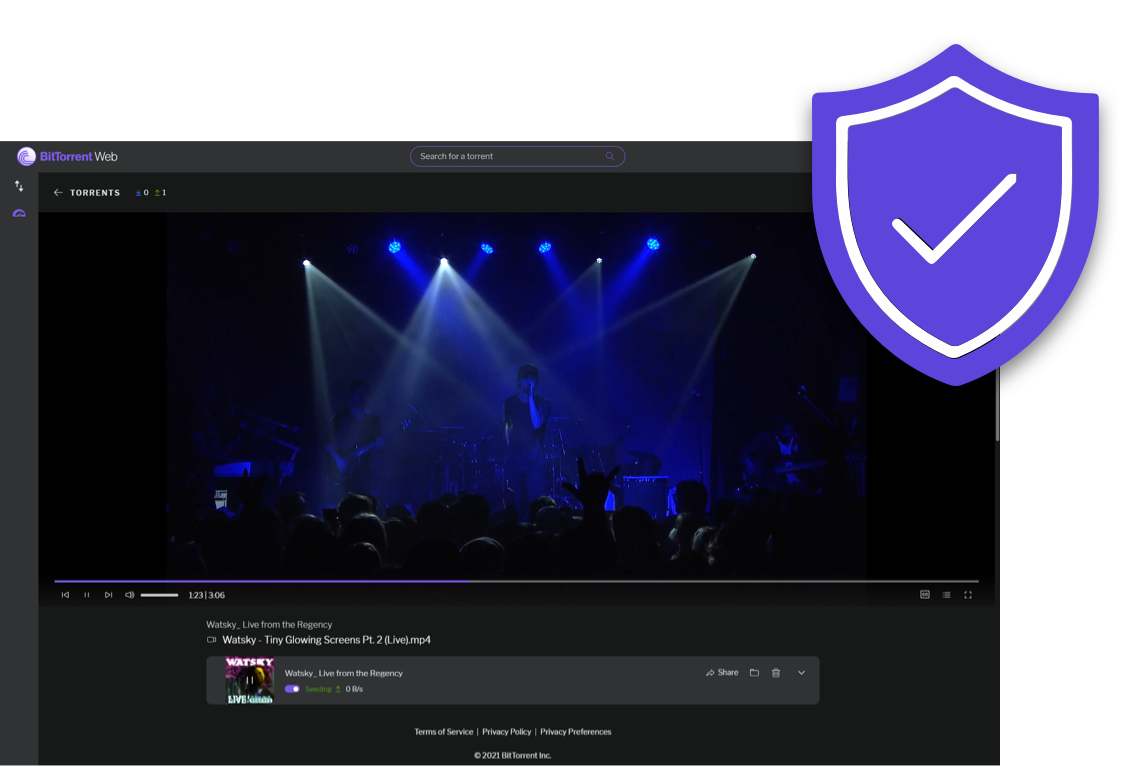 BitTorrent Web
Search for a torrent
TORRENTS 0 1
1:23 | 3:06
Watsky_ Live from the Regency
Watsky - Tiny Glowing Screens Pt. 2 (Live).mp4
WATSKY
LIVE
Watsky_ Live from the Regency
Share
Seeding 0 B/s
Terms of Service | Privacy Policy | Privacy Preferences
© 2021 BitTorrent Inc.